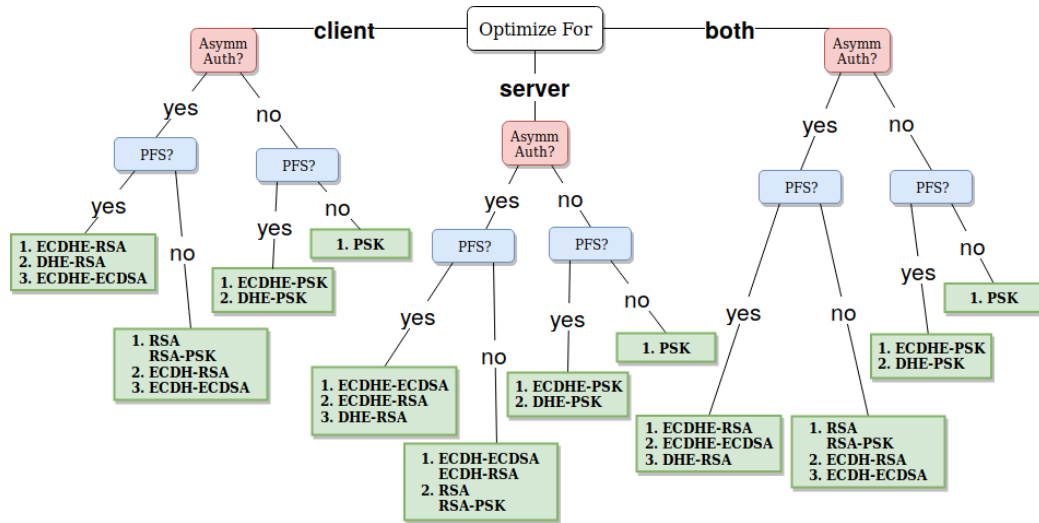 client
Optimize For
both
server
Asymm
Auth?
yes
no
PFS?
PFS?
yes
no
yes
no
1. ECDHE-RSA
2. DHE-RSA
3. ECDHE-ECDSA
1. RSA
RSA-PSK
2. ECDH-RSA
3. ECDH-ECDSA
1. ECDHE-PSK
2. DHE-PSK
1. PSK
Asymm
Auth?
yes
no
PFS?
PFS?
yes
no
yes
no
1. ECDHE-ECDSA
2. ECDHE-RSA
3. DHE-RSA
1. ECDH-ECDSA
ECDH-RSA
2. RSA
RSA-PSK
1. ECDHE-PSK
2. DHE-PSK
1. PSK
Asymm
Auth?
yes
no
PFS?
PFS?
yes
no
yes
no
1. ECDHE-RSA
2. ECDHE-ECDSA
3. DHE-RSA
1. RSA
RSA-PSK
2. ECDH-RSA
3. ECDH-ECDSA
1. ECDHE-PSK
2. DHE-PSK
1. PSK